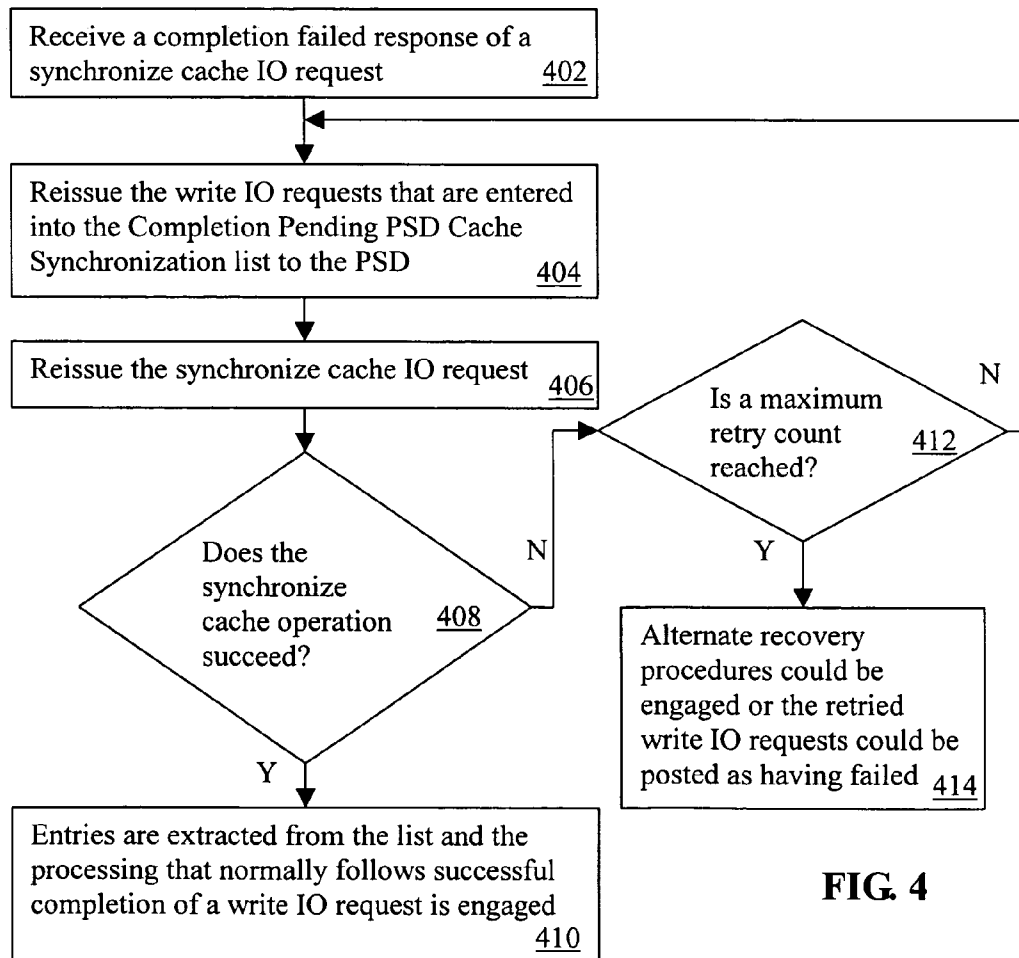 Receive a completion failed response of a
synchronize cache IO request 402
Reissue the write IO requests that are entered
into the Completion Pending PSD Cache
Synchronization list to the PSD 404
Reissue the synchronize cache IO request 406
Does the
synchronize
cache operation 408
succeed?
N
Y
Is a maximum
retry count 412
reached?
N
Y
Alternate recovery
procedures could be
engaged or the retried
write IO requests could be
posted as having failed 414
Entries are extracted from the list and the
processing that normally follows successful
completion of a write IO request is engaged
410
FIG. 4